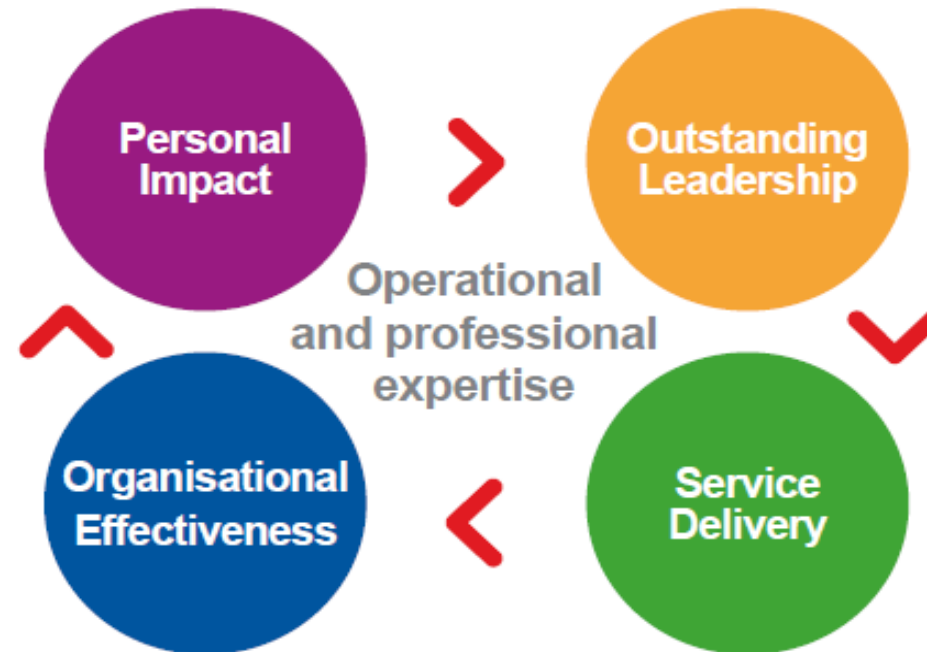 Personal
Impact
Outstanding
Leadership
Operational
and professional
expertise
Organisational
Effectiveness
Service
Delivery